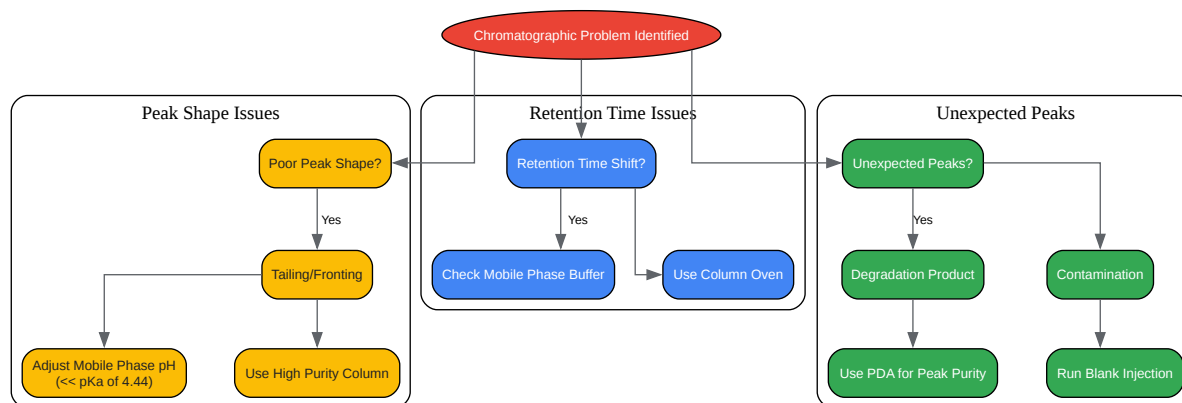 Chromatographic Problem Identified
Peak Shape Issues
Retention Time Issues
Unexpected Peaks
Poor Peak Shape?
Retention Time Shift?
Unexpected Peaks?
Yes
Yes
Yes
Tailing/Fronting
Check Mobile Phase Buffer
Use Column Oven
Degradation Product
Contamination
Adjust Mobile Phase pH
(<< pKa of 4.44)
Use High Purity Column
Use PDA for Peak Purity
Run Blank Injection